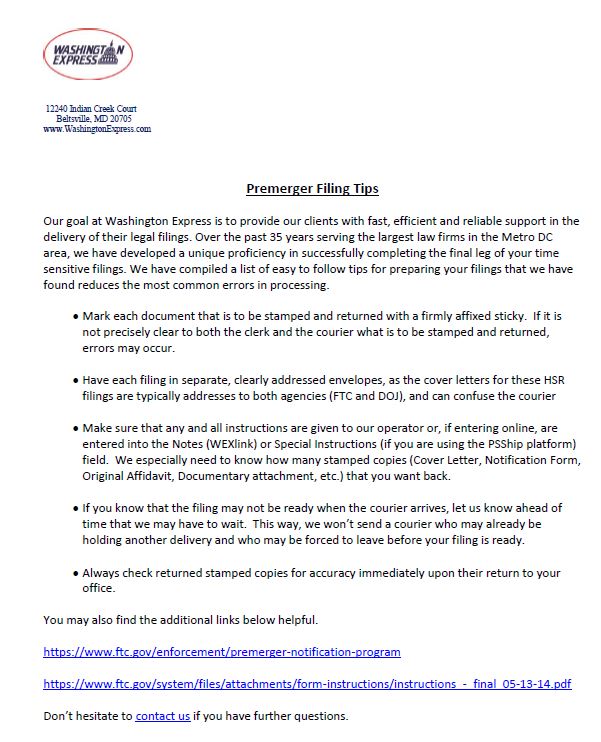 WASHINGTON
EXPRESS
12240 Indian Creek Court
Beltsville, MD 20705
www.WashingtonExpress.com
Premerger Filing Tips
Our goal at Washington Express is to provide our clients with fast, efficient and reliable support in the
delivery of their legal filings. Over the past 35 years serving the largest law firms in the Metro DC
area, we have developed a unique proficiency in successfully completing the final leg of your time
sensitive filings. We have compiled a list of easy to follow tips for preparing your filings that we have
found reduces the most common errors in processing.
• Mark each document that is to be stamped and returned with a firmly affixed sticky.  If it is
not precisely clear to both the clerk and the courier what is to be stamped and returned,
errors may occur.
• Have each filing in separate, clearly addressed envelopes, as the cover letters for these HSR
filings are typically addresses to both agencies (FTC and DOJ), and can confuse the courier
• Make sure that any and all instructions are given to our operator or, if entering online, are
entered into the Notes (WEXlink) or Special Instructions (if you are using the PSShip platform)
field.  We especially need to know how many stamped copies (Cover Letter, Notification Form,
Original Affidavit, Documentary attachment, etc.) that you want back.
• If you know that the filing may not be ready when the courier arrives, let us know ahead of
time that we may have to wait.  This way, we won't send a courier who may already be
holding another delivery and who may be forced to leave before your filing is ready.
• Always check returned stamped copies for accuracy immediately upon their return to your
office.
You may also find the additional links below helpful.
https://www.ftc.gov/enforcement/premerger-notification-program
https://www.ftc.gov/system/files/attachments/form-instructions/instructions_-_final_05-13-14.pdf
Don't hesitate to contact us if you have further questions.